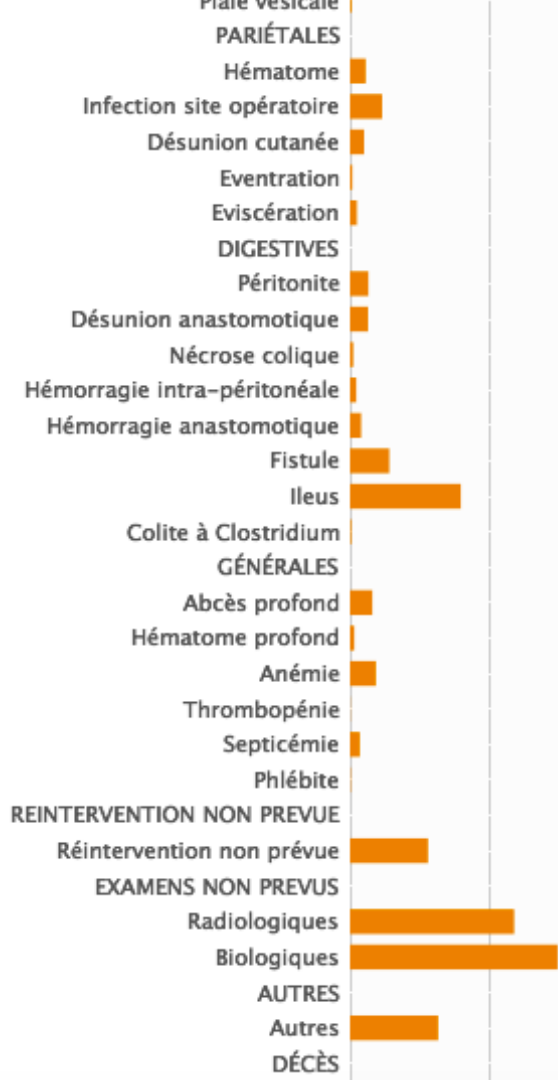 Plaie vésicale
PARIÉTALES
Hématome
Infection site opératoire
Désunion cutanée
Eventration
Eviscération
DIGESTIVES
Péritonite
Désunion anastomotique
Nécrose colique
Hémorragie intra-péritonéale
Hémorragie anastomotique
Fistule
Ileus
Colite à Clostridium
GÉNÉRALES
Abcès profond
Hématome profond
Anémie
Thrombopénie
Septicémie
Phlébite
REINTERVENTION NON PREVUE
Réintervention non prévue
EXAMENS NON PREVUS
Radiologiques
Biologiques
AUTRES
Autres
DÉCÈS